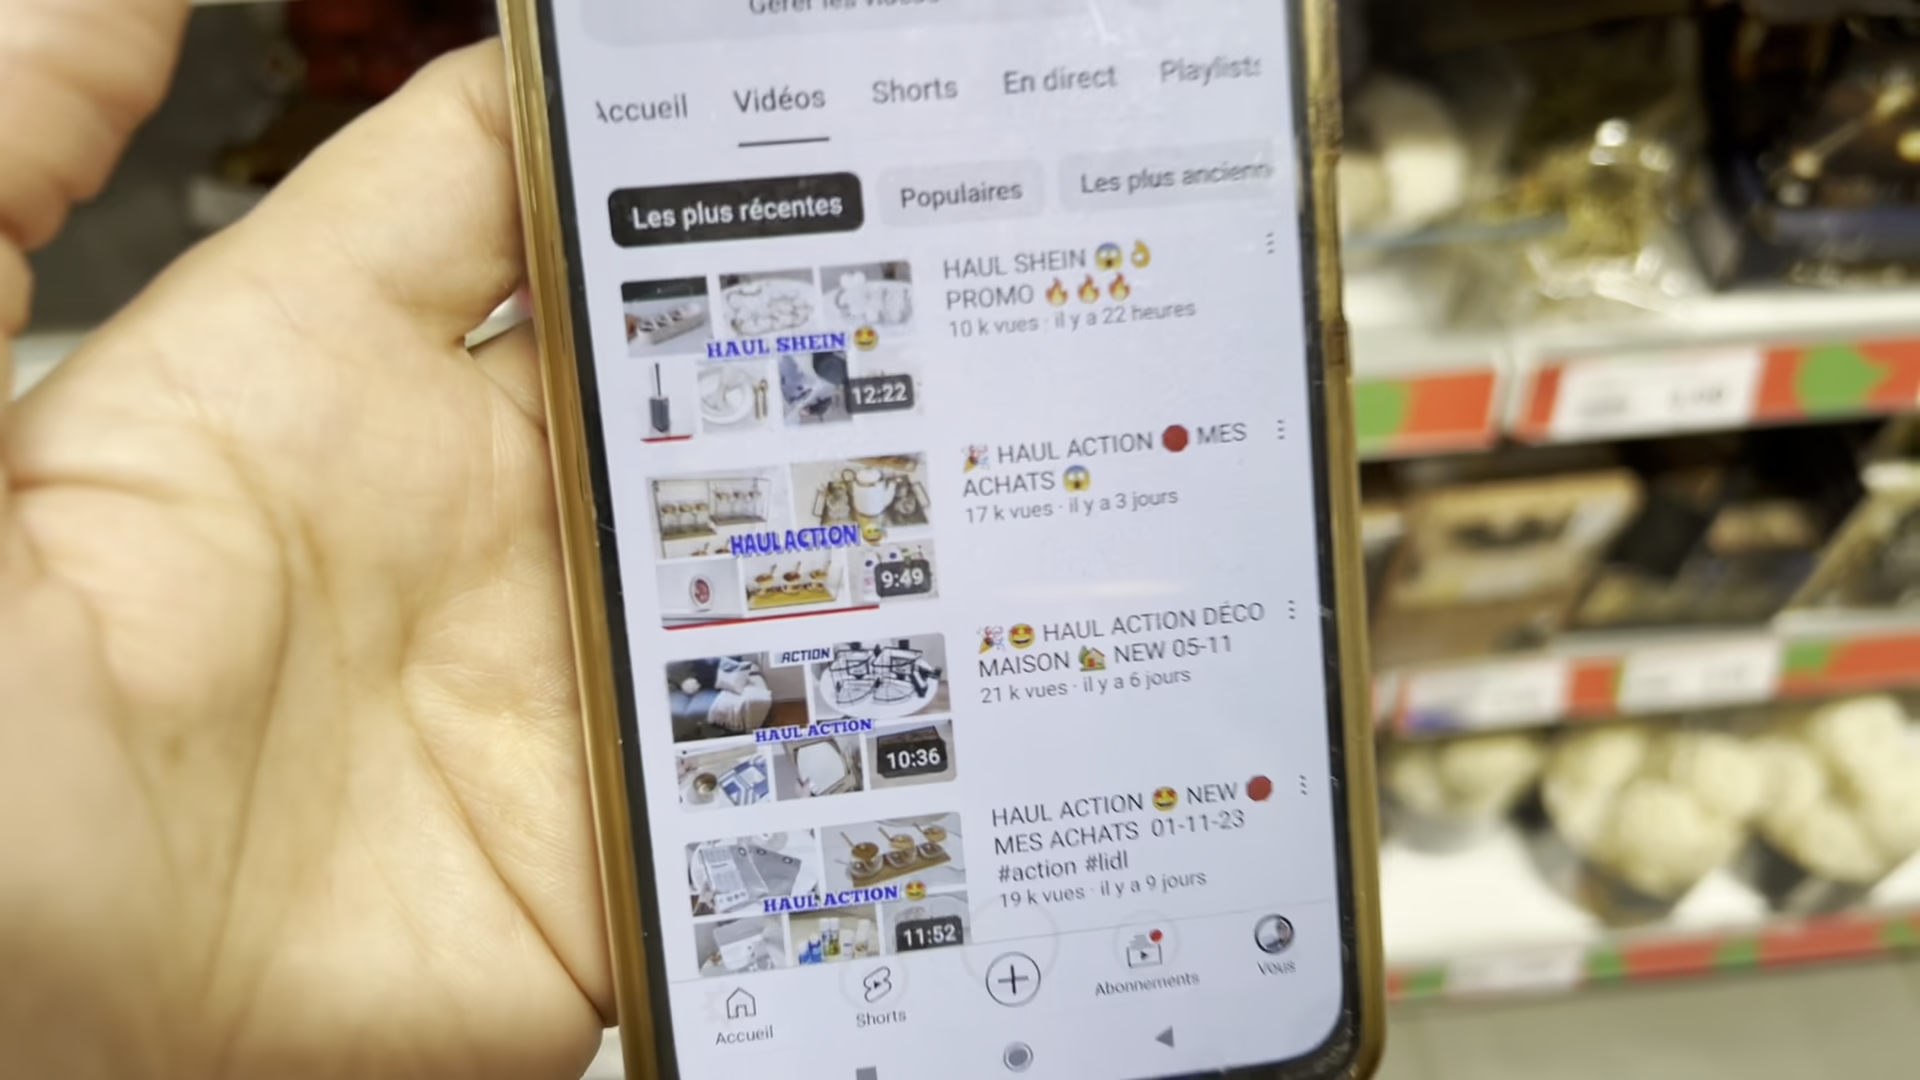 Gérer les vidéos
Accueil Vidéos Shorts En direct Playlists
Les plus récentes Populaires Les plus ancienn
HAUL SHEIN 😱👌
PROMO 🔥🔥🔥
10 k vues · il y a 22 heures
HAUL SHEIN 🤩
12:22
🎉 HAUL ACTION 🛑 MES
ACHATS 😱
17 k vues · il y a 3 jours
HAUL ACTION 🤩
9:49
🎉🤩 HAUL ACTION DÉCO
MAISON 🏡 NEW 05-11
21 k vues · il y a 6 jours
ACTION
HAUL ACTION
10:36
HAUL ACTION 🤩 NEW 🛑
MES ACHATS 01-11-23
#action #lidl
19 k vues · il y a 9 jours
HAUL ACTION 🤩
11:52
Accueil Shorts Abonnements Vous